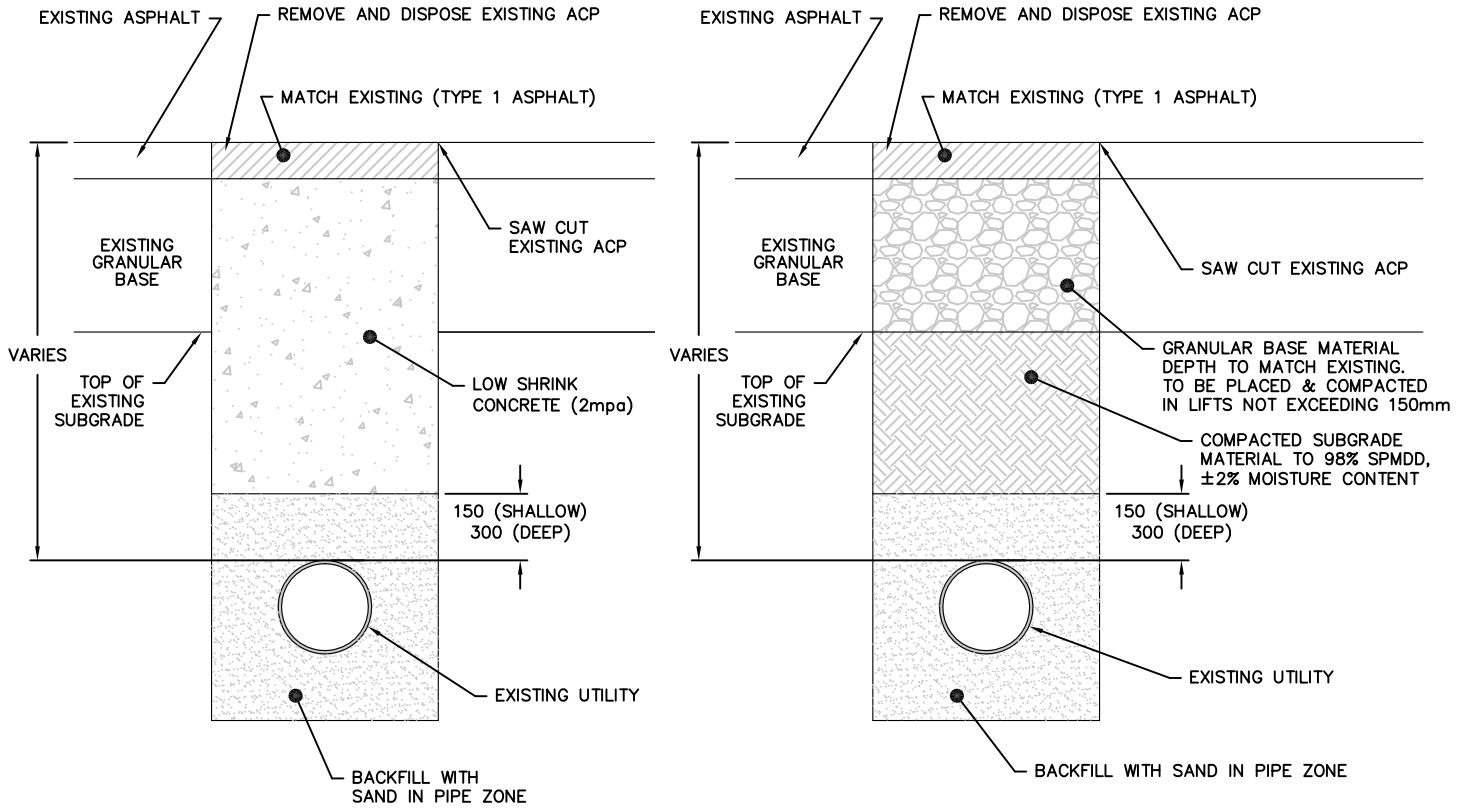 EXISTING ASPHALT
REMOVE AND DISPOSE EXISTING ACP
MATCH EXISTING (TYPE 1 ASPHALT)
EXISTING
GRANULAR
BASE
SAW CUT
EXISTING ACP
VARIES
TOP OF
EXISTING
SUBGRADE
LOW SHRINK
CONCRETE (2mpa)
150 (SHALLOW)
300 (DEEP)
EXISTING UTILITY
BACKFILL WITH
SAND IN PIPE ZONE
EXISTING ASPHALT
REMOVE AND DISPOSE EXISTING ACP
MATCH EXISTING (TYPE 1 ASPHALT)
EXISTING
GRANULAR
BASE
SAW CUT EXISTING ACP
VARIES
TOP OF
EXISTING
SUBGRADE
GRANULAR BASE MATERIAL
DEPTH TO MATCH EXISTING.
TO BE PLACED & COMPACTED
IN LIFTS NOT EXCEEDING 150mm
COMPACTED SUBGRADE
MATERIAL TO 98% SPMDD,
±2% MOISTURE CONTENT
150 (SHALLOW)
300 (DEEP)
EXISTING UTILITY
BACKFILL WITH SAND IN PIPE ZONE